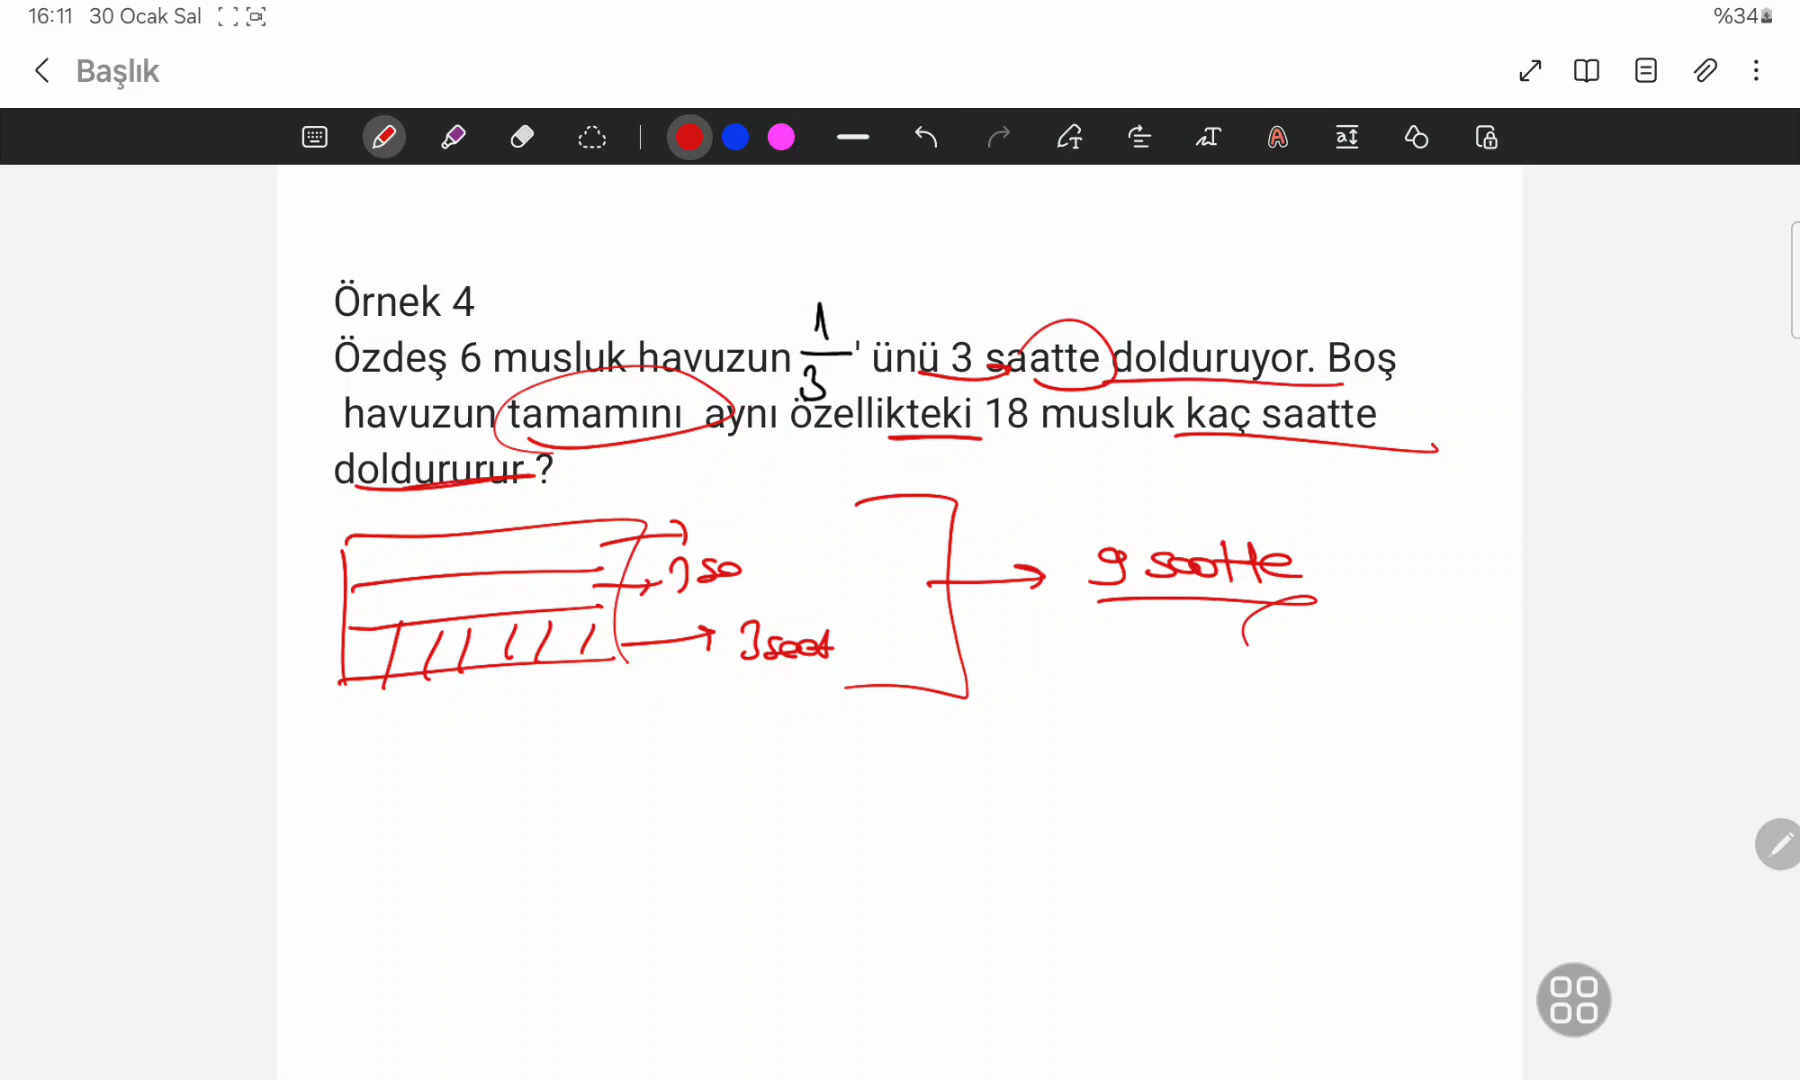 16:11 30 Ocak Sal %34
Başlık
Örnek 4
Özdeş 6 musluk havuzun 1/3' ünü 3 saatte dolduruyor. Boş
havuzun tamamını aynı özellikteki 18 musluk kaç saatte
doldururur ?
3 saat
9 saatte